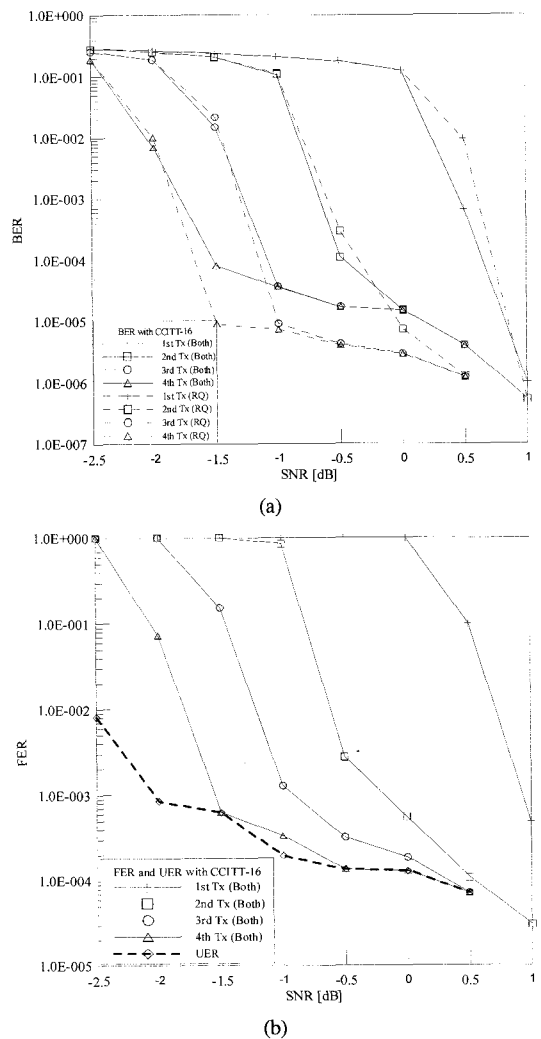 1.0E+000
1.0E-001
1.0E-002
1.0E-003
1.0E-004
1.0E-005
1.0E-006
1.0E-007
BER
BER with CCITT-16
1st Tx (Both)
2nd Tx (Both)
3rd Tx (Both)
4th Tx (Both)
1st Tx (RQ)
2nd Tx (RQ)
3rd Tx (RQ)
4th Tx (RQ)
-2.5 -2 -1.5 -1 -0.5 0 0.5 1
SNR [dB]
(a)
1.0E+000
1.0E-001
1.0E-002
1.0E-003
1.0E-004
1.0E-005
FER
FER and UER with CCITT-16
1st Tx (Both)
2nd Tx (Both)
3rd Tx (Both)
4th Tx (Both)
UER
-2.5 -2 -1.5 -1 -0.5 0 0.5 1
SNR [dB]
(b)